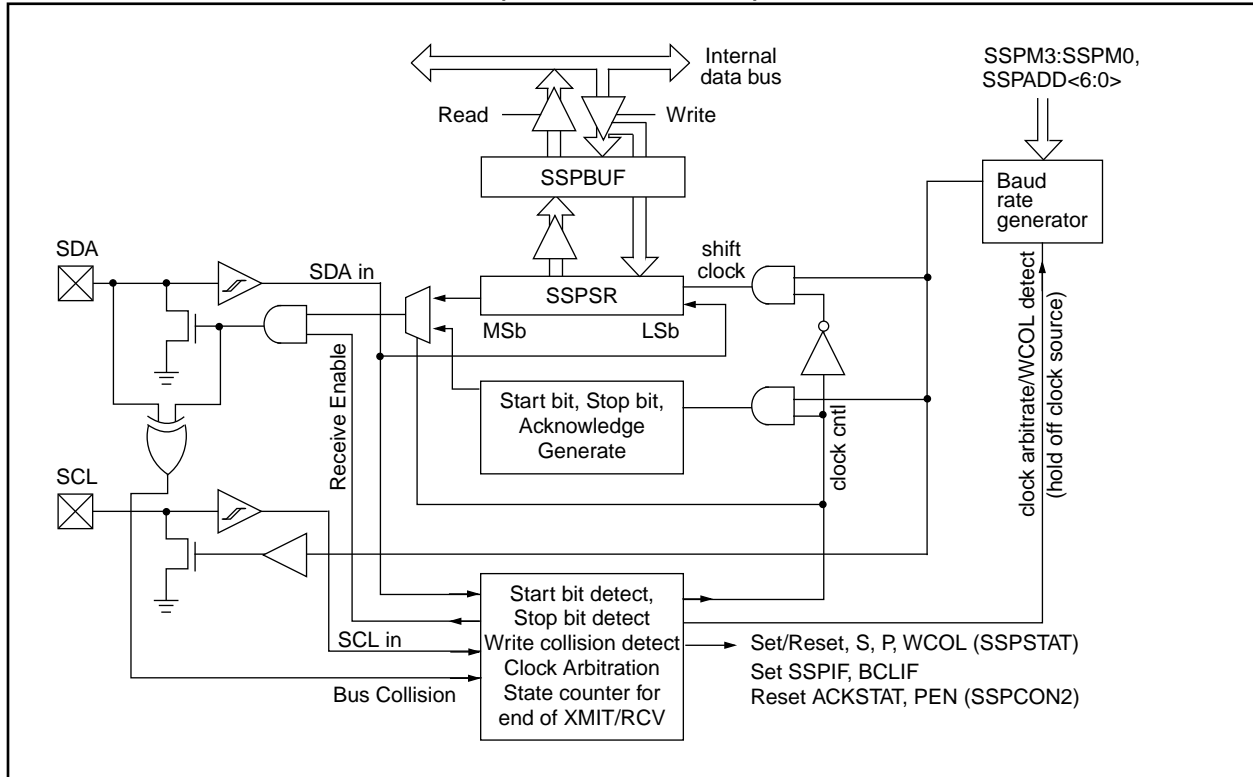 Internal
data bus
SSPM3:SSPM0,
SSPADD<6:0>
Read
Write
SSPBUF
Baud
rate
generator
SDA
SDA in
shift
clock
SSPSR
MSb
LSb
Receive Enable
Start bit, Stop bit,
Acknowledge
Generate
clock cntl
clock arbitrate/WCOL detect
(hold off clock source)
SCL
SCL in
Bus Collision
Start bit detect,
Stop bit detect
Write collision detect
Clock Arbitration
State counter for
end of XMIT/RCV
Set/Reset, S, P, WCOL (SSPSTAT)
Set SSPIF, BCLIF
Reset ACKSTAT, PEN (SSPCON2)